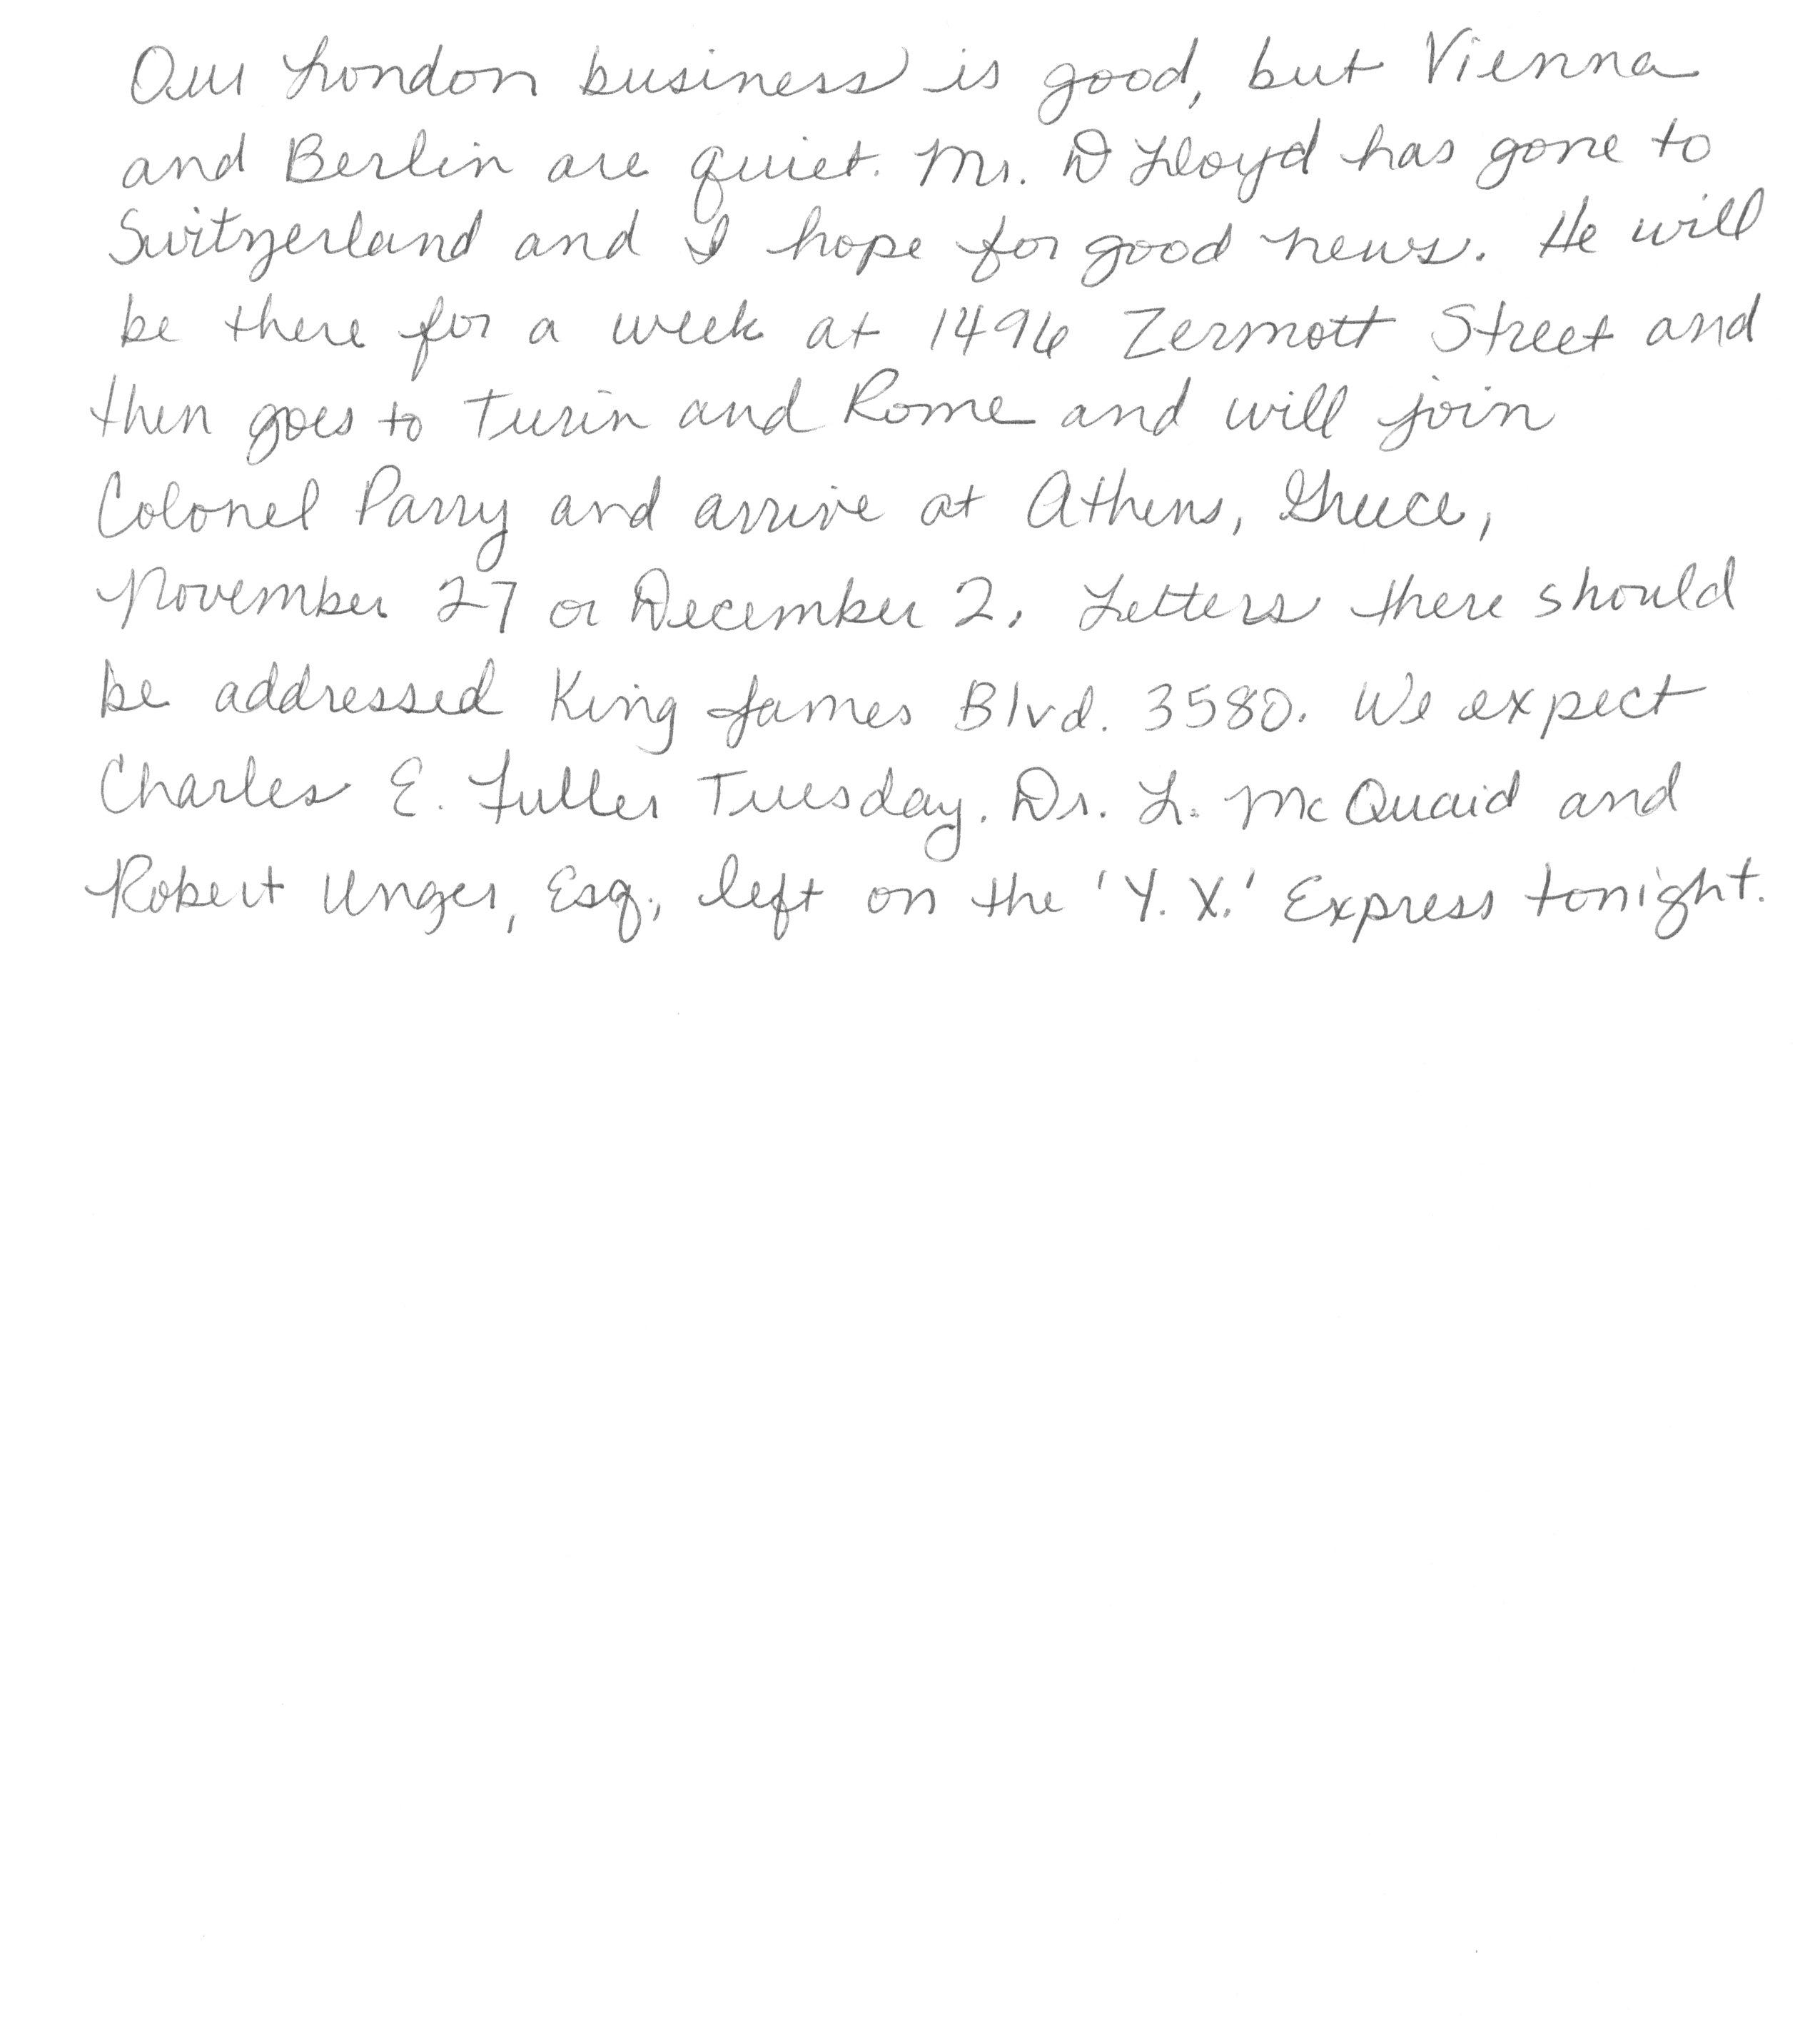 Our London business is good, but Vienna
and Berlin are quiet. Mr. D Lloyd has gone to
Switzerland and I hope for good news. He will
be there for a week at 1496 Zermott Street and
then goes to Turin and Rome and will join
Colonel Parry and arrive at Athens, Greece,
November 27 or December 2. Letters there should
be addressed King James Blvd. 3580. We expect
Charles E. Fuller Tuesday. Dr. L. McQuaid and
Robert Unger, Esq., left on the 'Y.X.' Express tonight.